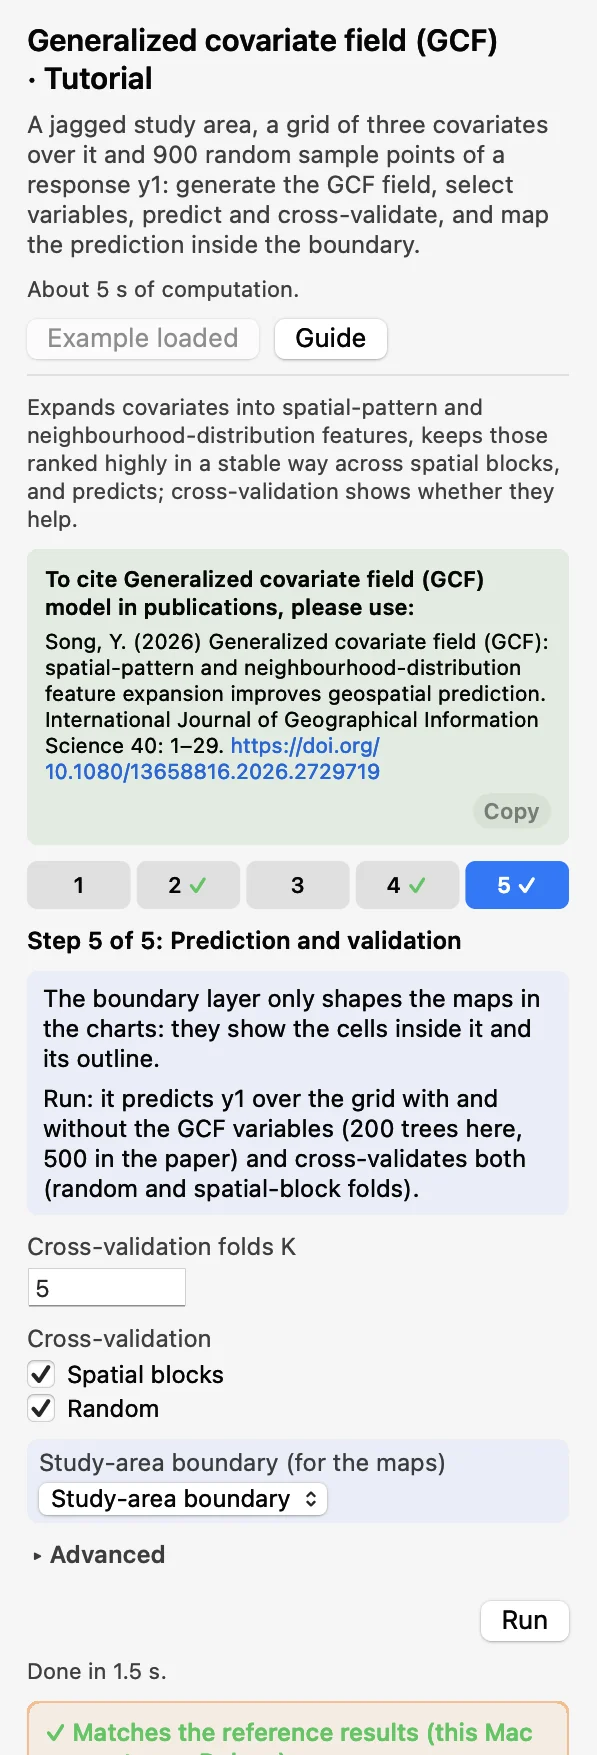 Generalized covariate field (GCF)
· Tutorial
A jagged study area, a grid of three covariates
over it and 900 random sample points of a
response y1: generate the GCF field, select
variables, predict and cross-validate, and map
the prediction inside the boundary.
About 5 s of computation.
Example loaded
Guide
Expands covariates into spatial-pattern and
neighbourhood-distribution features, keeps those
ranked highly in a stable way across spatial blocks,
and predicts; cross-validation shows whether they
help.
To cite Generalized covariate field (GCF)
model in publications, please use:
Song, Y. (2026) Generalized covariate field (GCF):
spatial-pattern and neighbourhood-distribution
feature expansion improves geospatial prediction.
International Journal of Geographical Information
Science 40: 1–29. https://doi.org/
10.1080/13658816.2026.2729719
Copy
1
2 ✓
3
4 ✓
5 ✓
Step 5 of 5: Prediction and validation
The boundary layer only shapes the maps in
the charts: they show the cells inside it and
its outline.
Run: it predicts y1 over the grid with and
without the GCF variables (200 trees here,
500 in the paper) and cross-validates both
(random and spatial-block folds).
Cross-validation folds K
5
Cross-validation
Spatial blocks
Random
Study-area boundary (for the maps)
Study-area boundary
Advanced
Run
Done in 1.5 s.
✓ Matches the reference results (this Mac